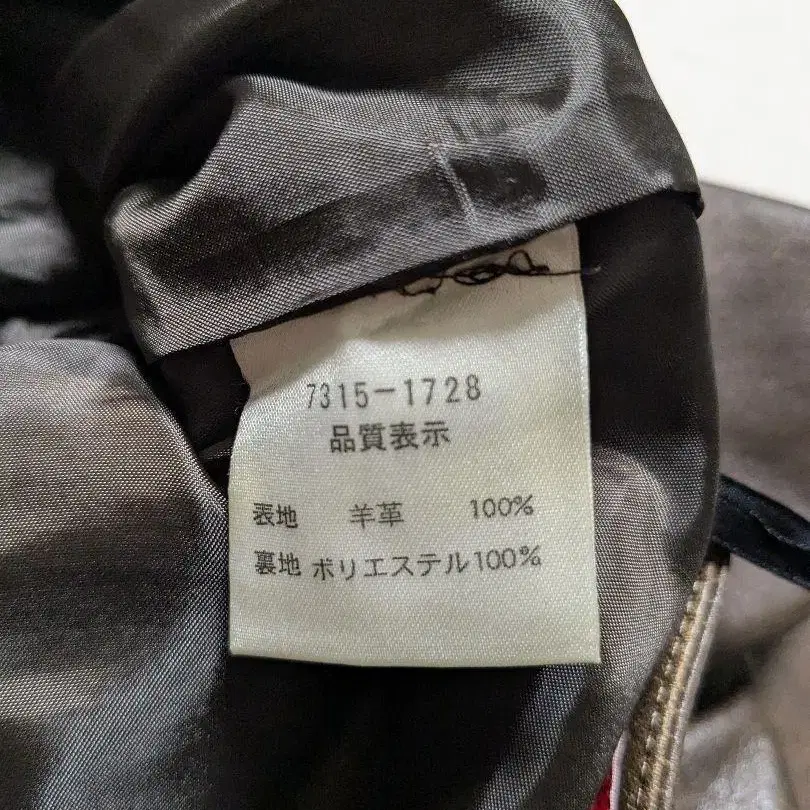 7315-1728
品質表示
表地 羊革 100%
裏地 ポリエステル100%